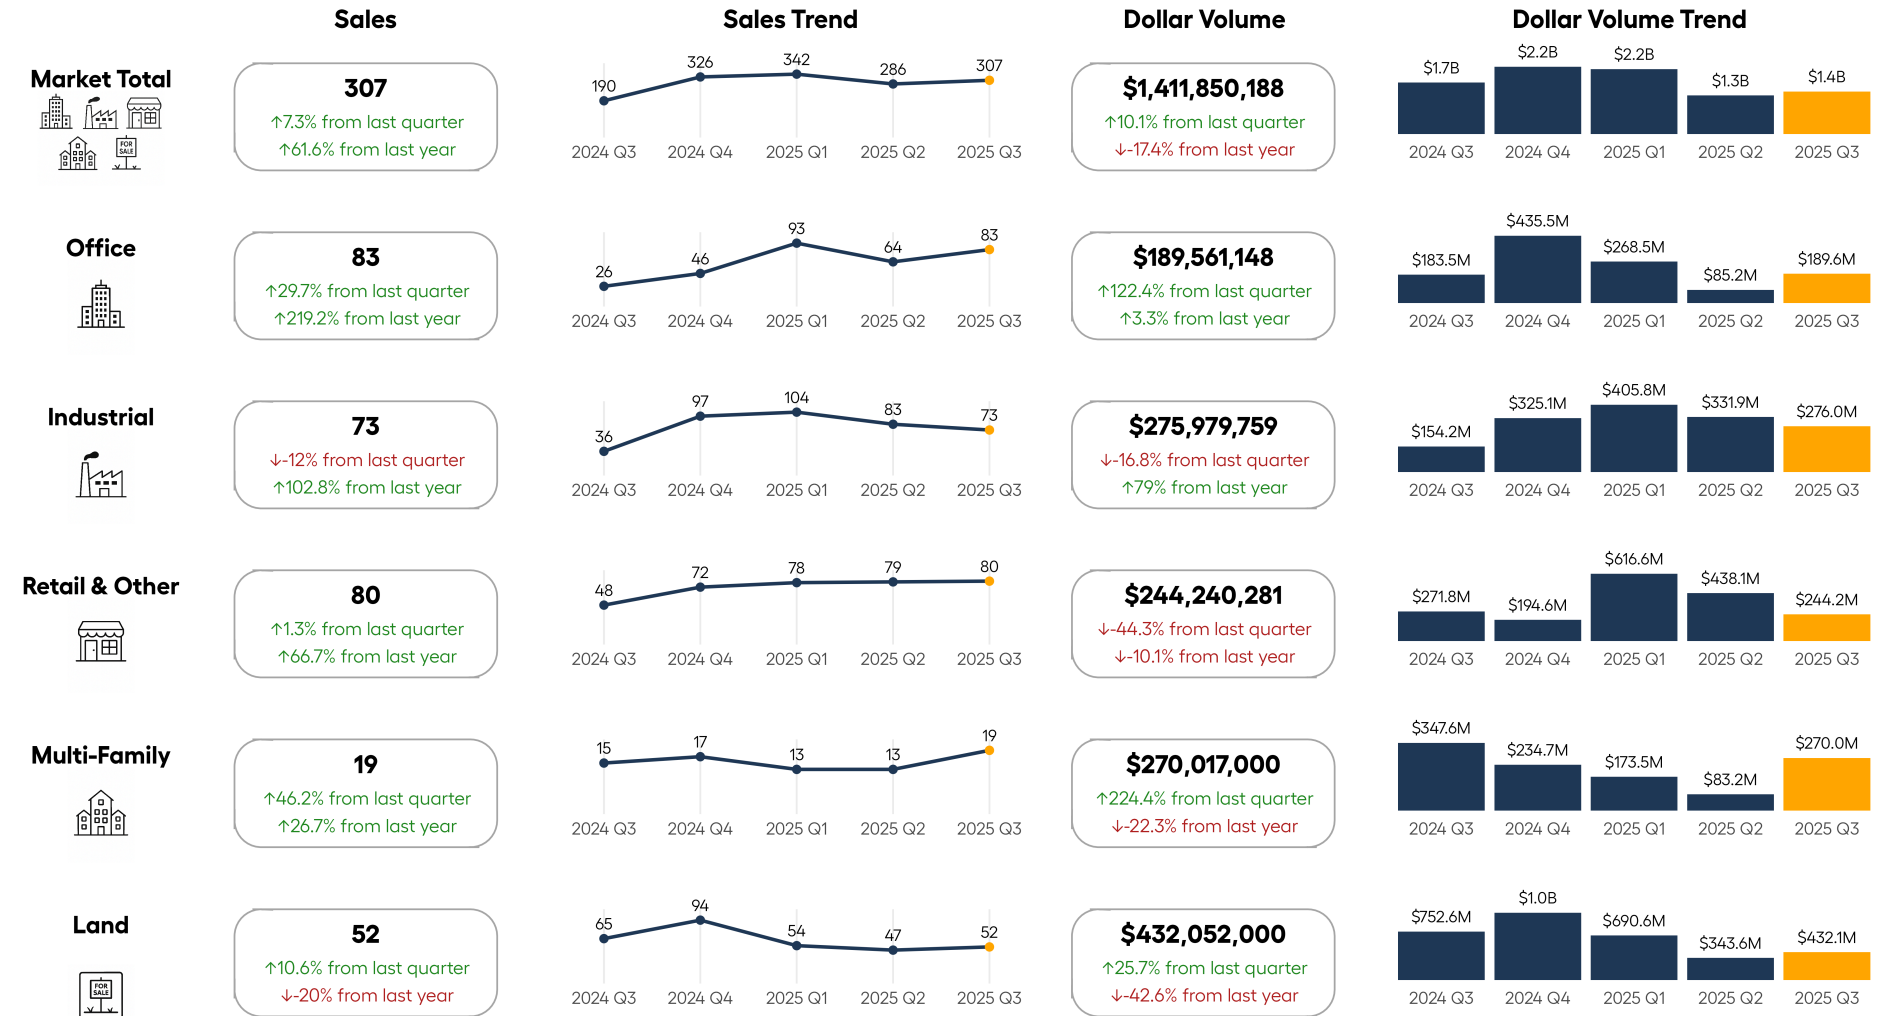 Sales
Sales Trend
Dollar Volume
Dollar Volume Trend
Market Total
FOR
SALE
307
↑7.3% from last quarter
↑61.6% from last year
190
326
342
286
307
2024 Q3
2024 Q4
2025 Q1
2025 Q2
2025 Q3
$1,411,850,188
↑10.1% from last quarter
↓-17.4% from last year
$1.7B
$2.2B
$2.2B
$1.3B
$1.4B
2024 Q3
2024 Q4
2025 Q1
2025 Q2
2025 Q3
Office
83
↑29.7% from last quarter
↑219.2% from last year
26
46
93
64
83
2024 Q3
2024 Q4
2025 Q1
2025 Q2
2025 Q3
$189,561,148
↑122.4% from last quarter
↑3.3% from last year
$183.5M
$435.5M
$268.5M
$85.2M
$189.6M
2024 Q3
2024 Q4
2025 Q1
2025 Q2
2025 Q3
Industrial
73
↓-12% from last quarter
↑102.8% from last year
36
97
104
83
73
2024 Q3
2024 Q4
2025 Q1
2025 Q2
2025 Q3
$275,979,759
↓-16.8% from last quarter
↑79% from last year
$154.2M
$325.1M
$405.8M
$331.9M
$276.0M
2024 Q3
2024 Q4
2025 Q1
2025 Q2
2025 Q3
Retail & Other
80
↑1.3% from last quarter
↑66.7% from last year
48
72
78
79
80
2024 Q3
2024 Q4
2025 Q1
2025 Q2
2025 Q3
$244,240,281
↓-44.3% from last quarter
↓-10.1% from last year
$271.8M
$194.6M
$616.6M
$438.1M
$244.2M
2024 Q3
2024 Q4
2025 Q1
2025 Q2
2025 Q3
Multi-Family
19
↑46.2% from last quarter
↑26.7% from last year
15
17
13
13
19
2024 Q3
2024 Q4
2025 Q1
2025 Q2
2025 Q3
$270,017,000
↑224.4% from last quarter
↓-22.3% from last year
$347.6M
$234.7M
$173.5M
$83.2M
$270.0M
2024 Q3
2024 Q4
2025 Q1
2025 Q2
2025 Q3
Land
FOR
SALE
52
↑10.6% from last quarter
↓-20% from last year
65
94
54
47
52
2024 Q3
2024 Q4
2025 Q1
2025 Q2
2025 Q3
$432,052,000
↑25.7% from last quarter
↓-42.6% from last year
$752.6M
$1.0B
$690.6M
$343.6M
$432.1M
2024 Q3
2024 Q4
2025 Q1
2025 Q2
2025 Q3